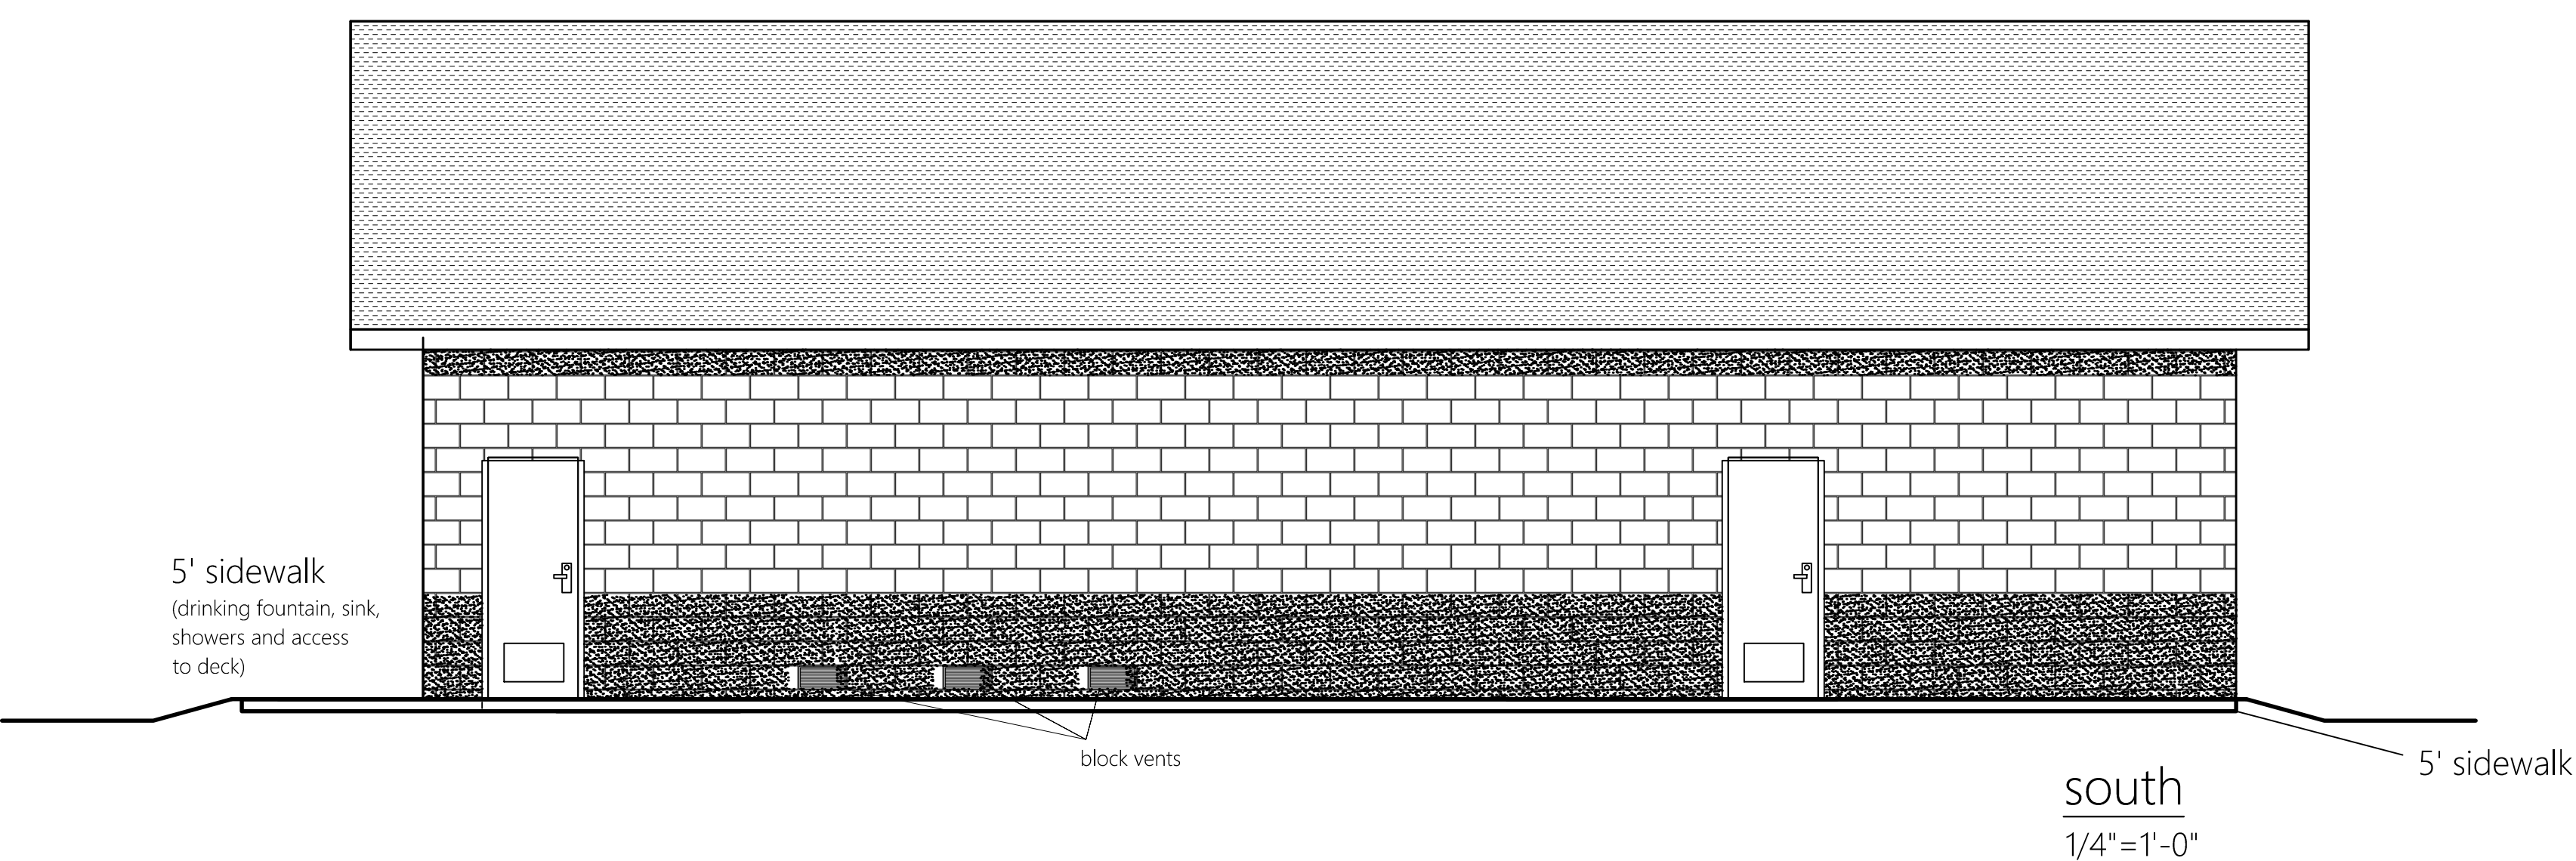 5' sidewalk
(drinking fountain, sink,
showers and access
to deck)
block vents
5' sidewalk
south
1/4"=1'-0"